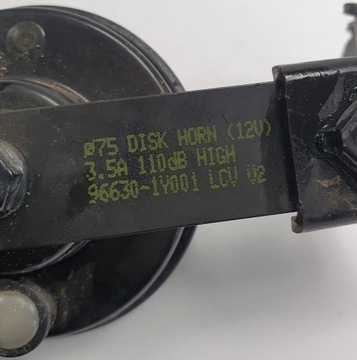 ø75 DISK HORN (12V)
3.5A 110dB HIGH
96630-1Y001 LCV V2